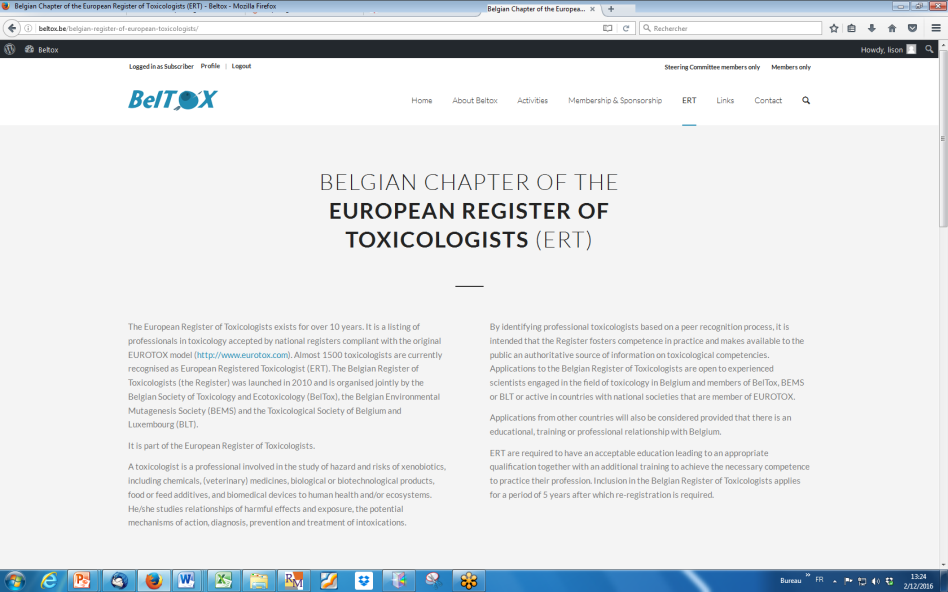 Belgian Chapter of the European Register of Toxicologists (ERT) - Beltox - Mozilla Firefox
Belgian Chapter of the Europea...
beltox.be/belgian-register-of-european-toxicologists/
Rechercher
Beltox
Howdy, lison
Logged in as Subscriber Profile | Logout
Steering Committee members only Members only
BelTOX
Home About Beltox Activities Membership & Sponsorship ERT Links Contact
BELGIAN CHAPTER OF THE
EUROPEAN REGISTER OF
TOXICOLOGISTS (ERT)
The European Register of Toxicologists exists for over 10 years. It is a listing of
professionals in toxicology accepted by national registers compliant with the original
EUROTOX model (http://www.eurotox.com). Almost 1500 toxicologists are currently
recognised as European Registered Toxicologist (ERT). The Belgian Register of
Toxicologists (the Register) was launched in 2010 and is organised jointly by the
Belgian Society of Toxicology and Ecotoxicology (BelTox), the Belgian Environmental
Mutagenesis Society (BEMS) and the Toxicological Society of Belgium and
Luxembourg (BLT).
It is part of the European Register of Toxicologists.
A toxicologist is a professional involved in the study of hazard and risks of xenobiotics,
including chemicals, (veterinary) medicines, biological or biotechnological products,
food or feed additives, and biomedical devices to human health and/or ecosystems.
He/she studies relationships of harmful effects and exposure, the potential
mechanisms of action, diagnosis, prevention and treatment of intoxications.
By identifying professional toxicologists based on a peer recognition process, it is
intended that the Register fosters competence in practice and makes available to the
public an authoritative source of information on toxicological competencies.
Applications to the Belgian Register of Toxicologists are open to experienced
scientists engaged in the field of toxicology in Belgium and members of BelTox, BEMS
or BLT or active in countries with national societies that are member of EUROTOX.
Applications from other countries will also be considered provided that there is an
educational, training or professional relationship with Belgium.
ERT are required to have an acceptable education leading to an appropriate
qualification together with an additional training to achieve the necessary competence
to practice their profession. Inclusion in the Belgian Register of Toxicologists applies
for a period of 5 years after which re-registration is required.
Bureau FR 13:24
2/12/2016